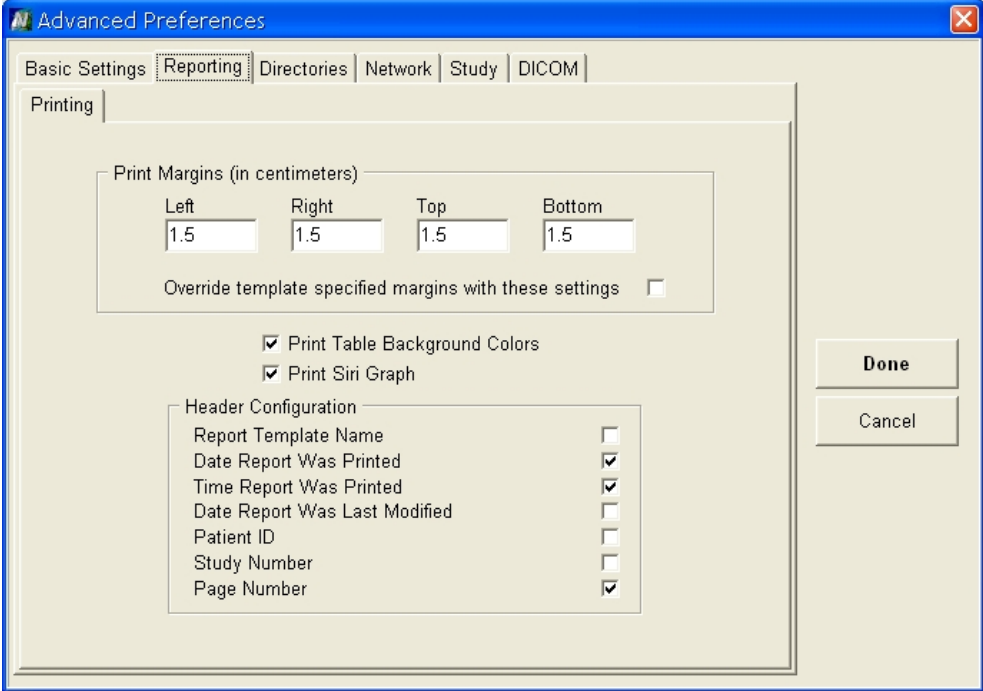 Advanced Preferences
Basic Settings Reporting Directories Network Study DICOM
Printing
Print Margins (in centimeters)
Left Right Top Bottom
1.5 1.5 1.5 1.5
Override template specified margins with these settings
Print Table Background Colors
Print Siri Graph
Done
Header Configuration
Cancel
Report Template Name
Date Report Was Printed
Time Report Was Printed
Date Report Was Last Modified
Patient ID
Study Number
Page Number